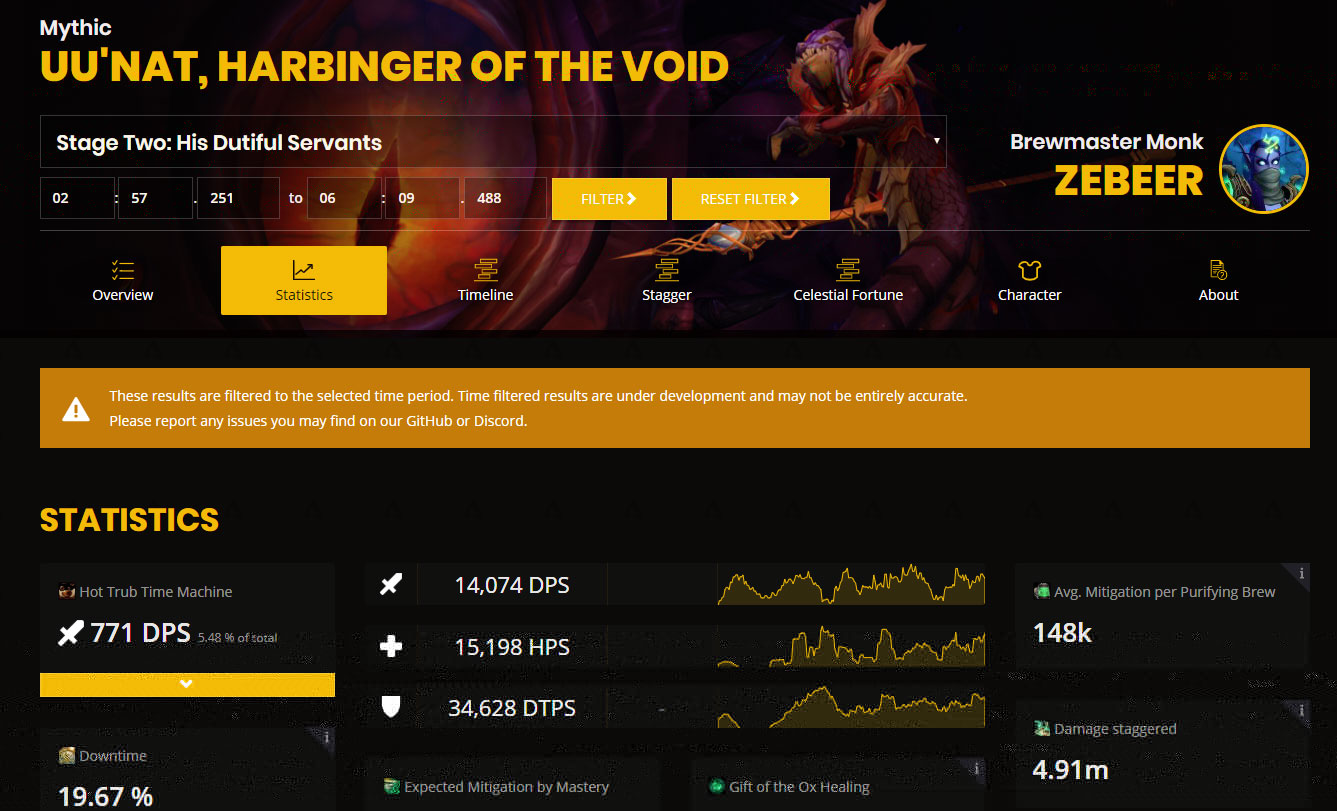 Mythic
UU'NAT, HARBINGER OF THE VOID
Stage Two: His Dutiful Servants
02 : 57 . 251 to 06 : 09 . 488 FILTER RESET FILTER
Brewmaster Monk
ZEBEER
Overview Statistics Timeline Stagger Celestial Fortune Character About
These results are filtered to the selected time period. Time filtered results are under development and may not be entirely accurate.
Please report any issues you may find on our GitHub or Discord.
STATISTICS
Hot Trub Time Machine
771 DPS 5.48 % of total
Downtime
19.67 %
14,074 DPS
15,198 HPS
34,628 DTPS -
Expected Mitigation by Mastery
Gift of the Ox Healing
Avg. Mitigation per Purifying Brew
148k
Damage staggered
4.91m